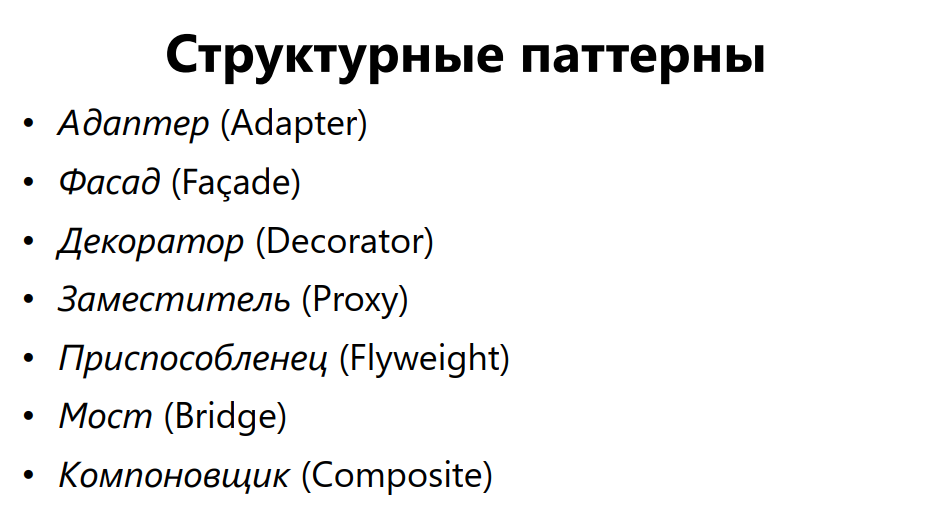 Структурные паттерны
• Адаптер (Adapter)
• Фасад (Façade)
• Декоратор (Decorator)
• Заместитель (Proxy)
• Приспособленец (Flyweight)
• Мост (Bridge)
• Компоновщик (Composite)